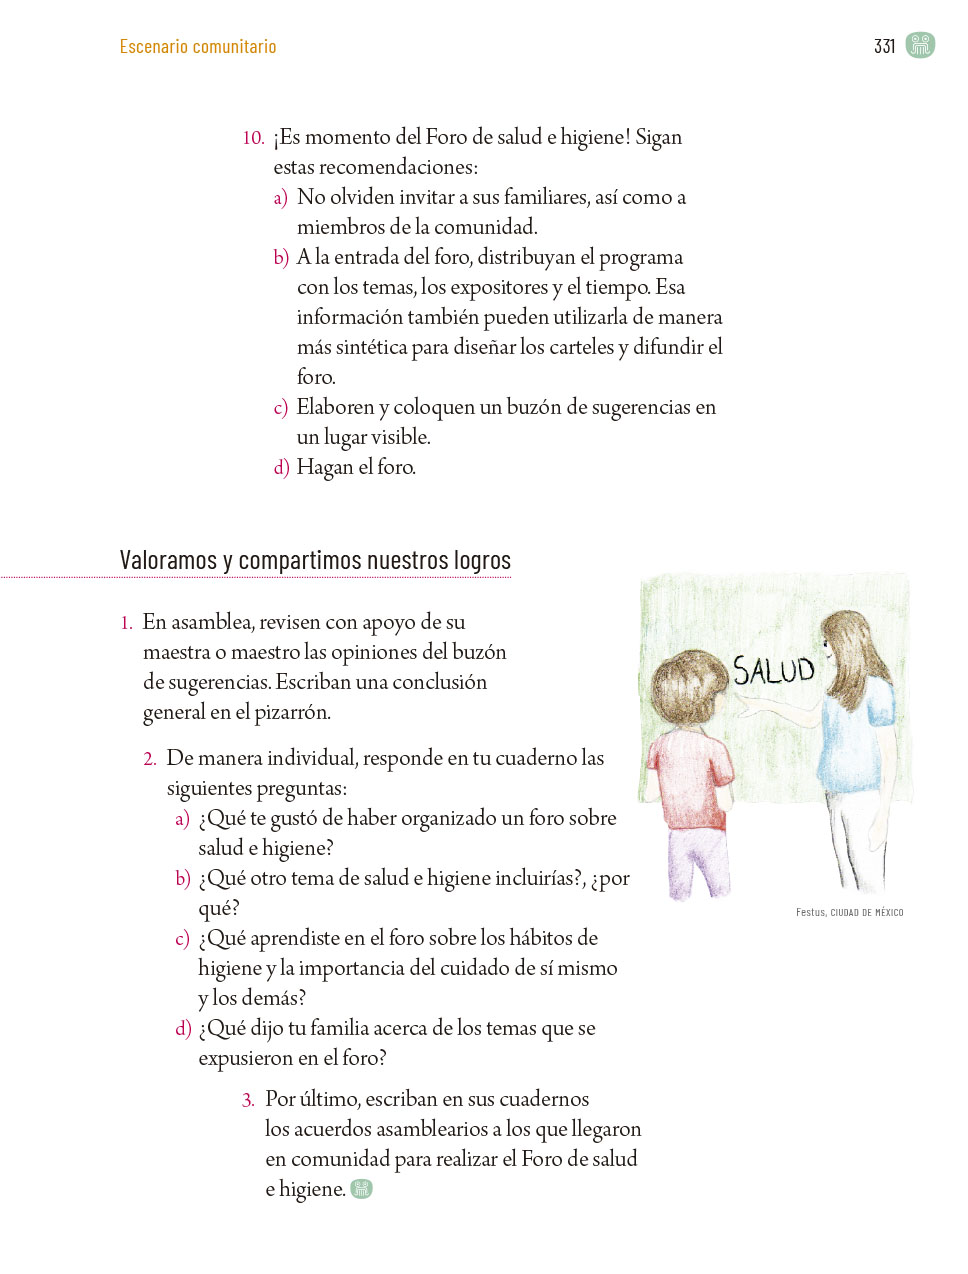 Escenario comunitario
331
10. ¡Es momento del Foro de salud e higiene! Sigan
estas recomendaciones:
a) No olviden invitar a sus familiares, así como a
miembros de la comunidad.
b) A la entrada del foro, distribuyan el programa
con los temas, los expositores y el tiempo. Esa
información también pueden utilizarla de manera
más sintética para diseñar los carteles y difundir el
foro.
c) Elaboren y coloquen un buzón de sugerencias en
un lugar visible.
d) Hagan el foro.
Valoramos y compartimos nuestros logros
1. En asamblea, revisen con apoyo de su
maestra o maestro las opiniones del buzón
de sugerencias. Escriban una conclusión
general en el pizarrón.
SALUD
2. De manera individual, responde en tu cuaderno las
siguientes preguntas:
a) ¿Qué te gustó de haber organizado un foro sobre
salud e higiene?
b) ¿Qué otro tema de salud e higiene incluirías?, ¿por
qué?
Festus, CIUDAD DE MÉXICO
c) ¿Qué aprendiste en el foro sobre los hábitos de
higiene y la importancia del cuidado de sí mismo
y los demás?
d) ¿Qué dijo tu familia acerca de los temas que se
expusieron en el foro?
3. Por último, escriban en sus cuadernos
los acuerdos asamblearios a los que llegaron
en comunidad para realizar el Foro de salud
e higiene.